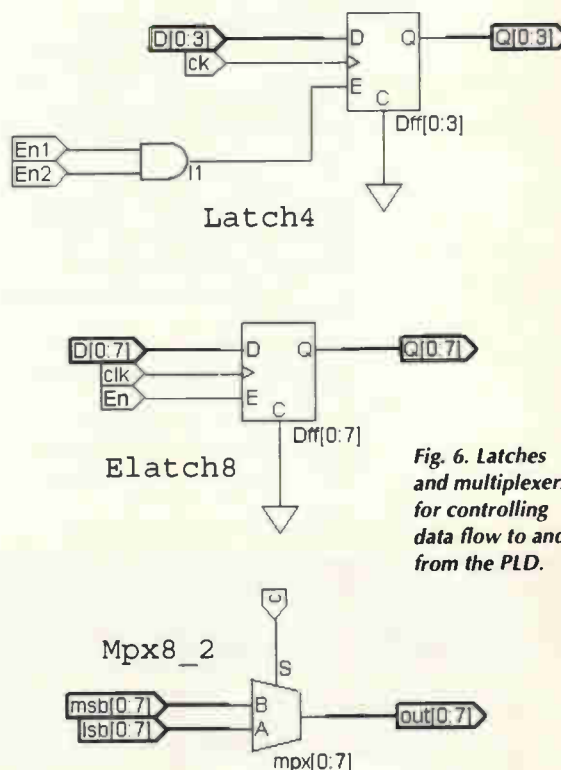 D[0:3]
ck
D
E
C
Q
Q[0:3]
Dff[0:3]
En1
En2
I1
Latch4
D[0:7]
clk
En
D
E
C
Q
Q[0:7]
Dff[0:7]
Elatch8
Fig. 6. Latches
and multiplexer
for controlling
data flow to and
from the PLD.
c
Mpx8_2
S
msb[0:7]
lsb[0:7]
B
A
out[0:7]
mpx[0:7]